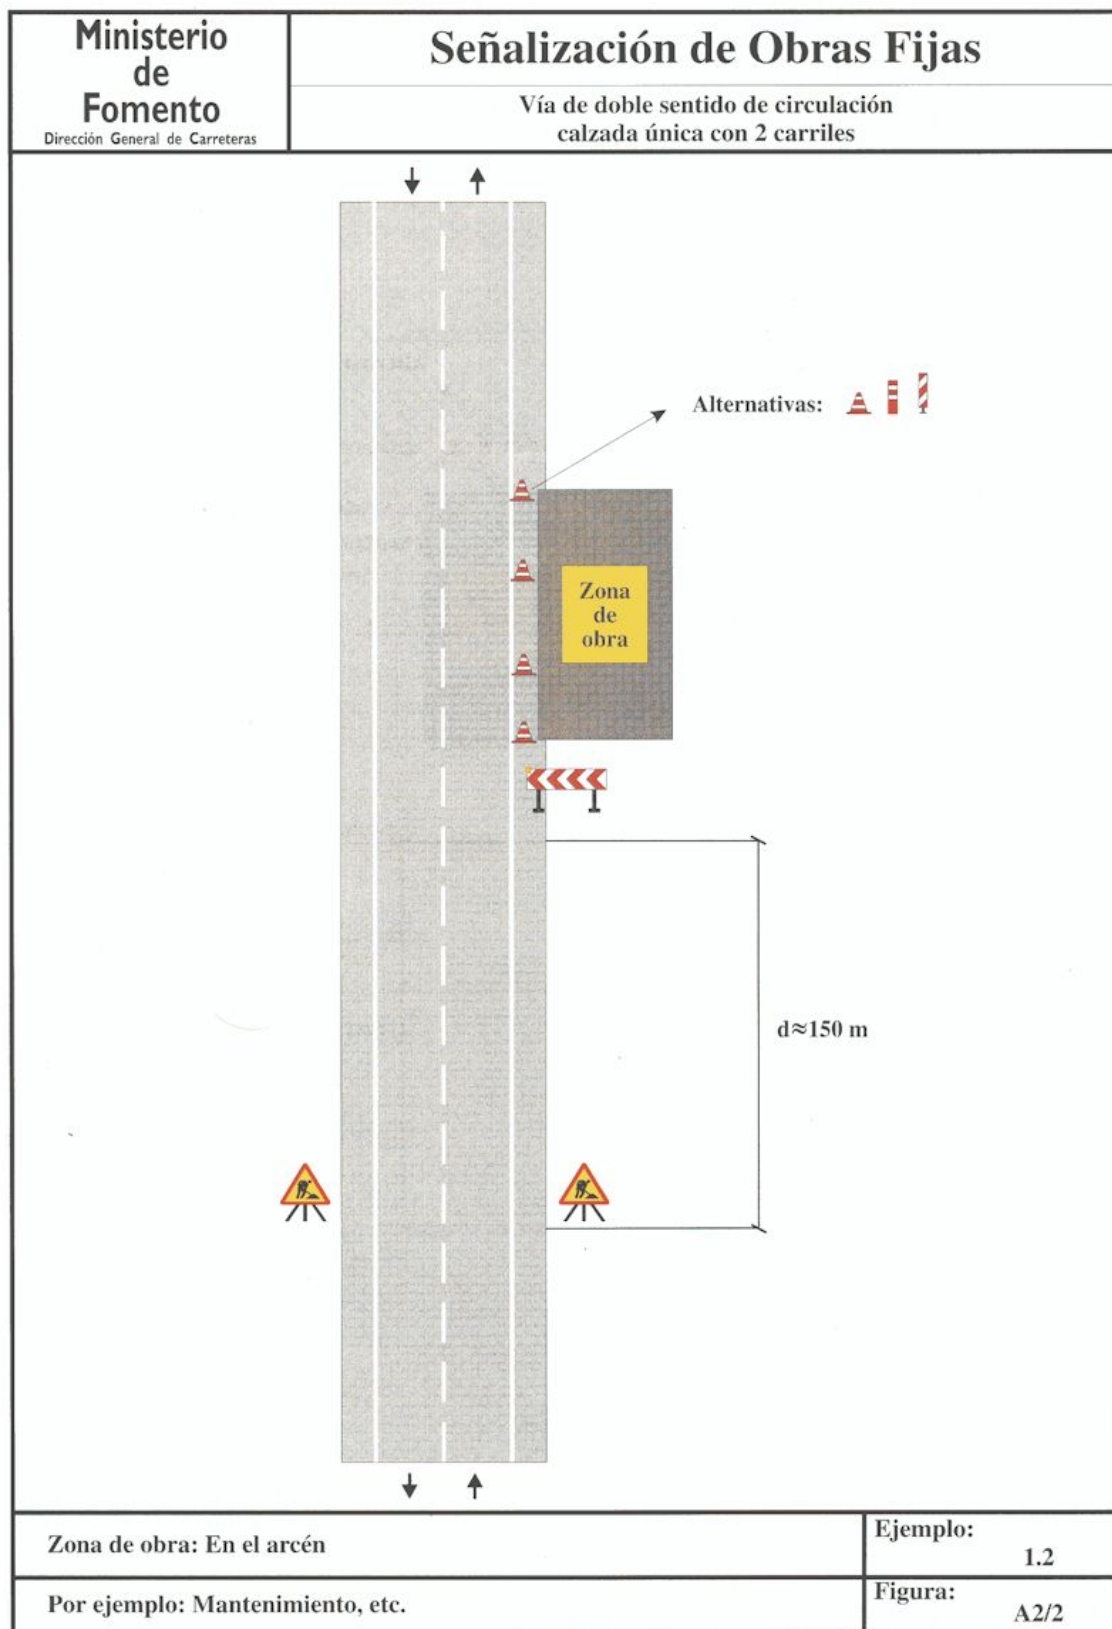 Ministerio
de
Fomento
Dirección General de Carreteras
Señalización de Obras Fijas
Vía de doble sentido de circulación
calzada única con 2 carriles
Alternativas:
Zona
de
obra
d≈150 m
Zona de obra: En el arcén
Ejemplo:
1.2
Por ejemplo: Mantenimiento, etc.
Figura:
A2/2